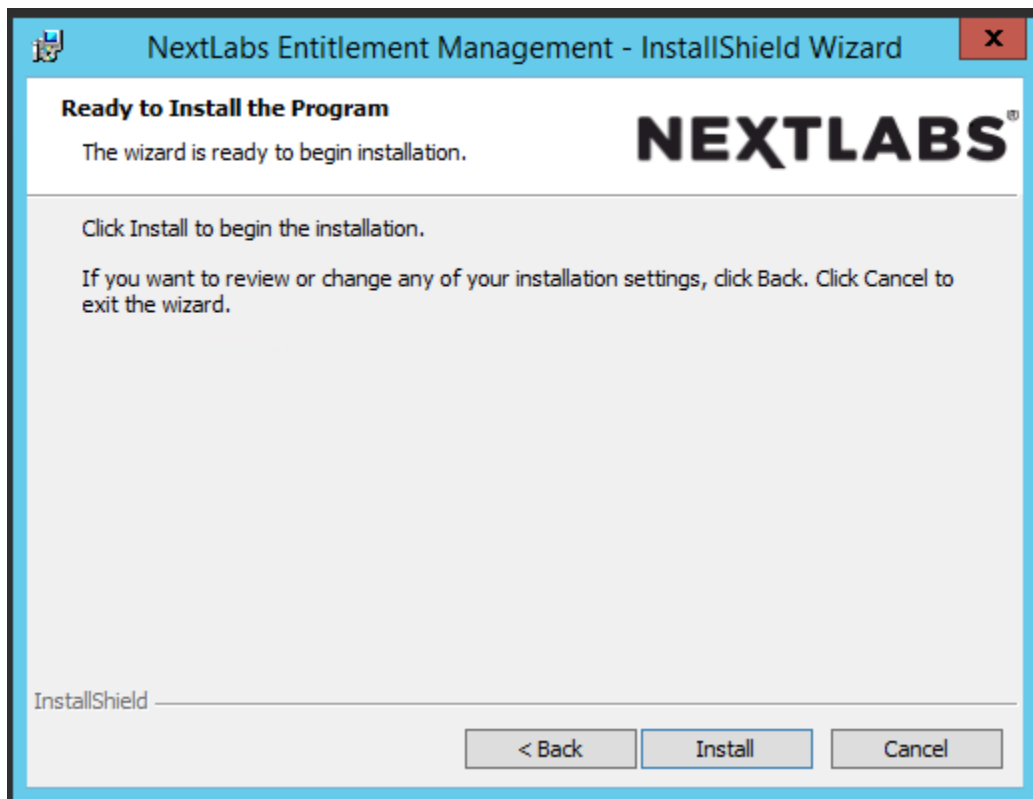 NextLabs Entitlement Management - InstallShield Wizard
x
Ready to Install the Program
The wizard is ready to begin installation.
NEXTLABS®
Click Install to begin the installation.
If you want to review or change any of your installation settings, click Back. Click Cancel to
exit the wizard.
InstallShield
< Back
Install
Cancel